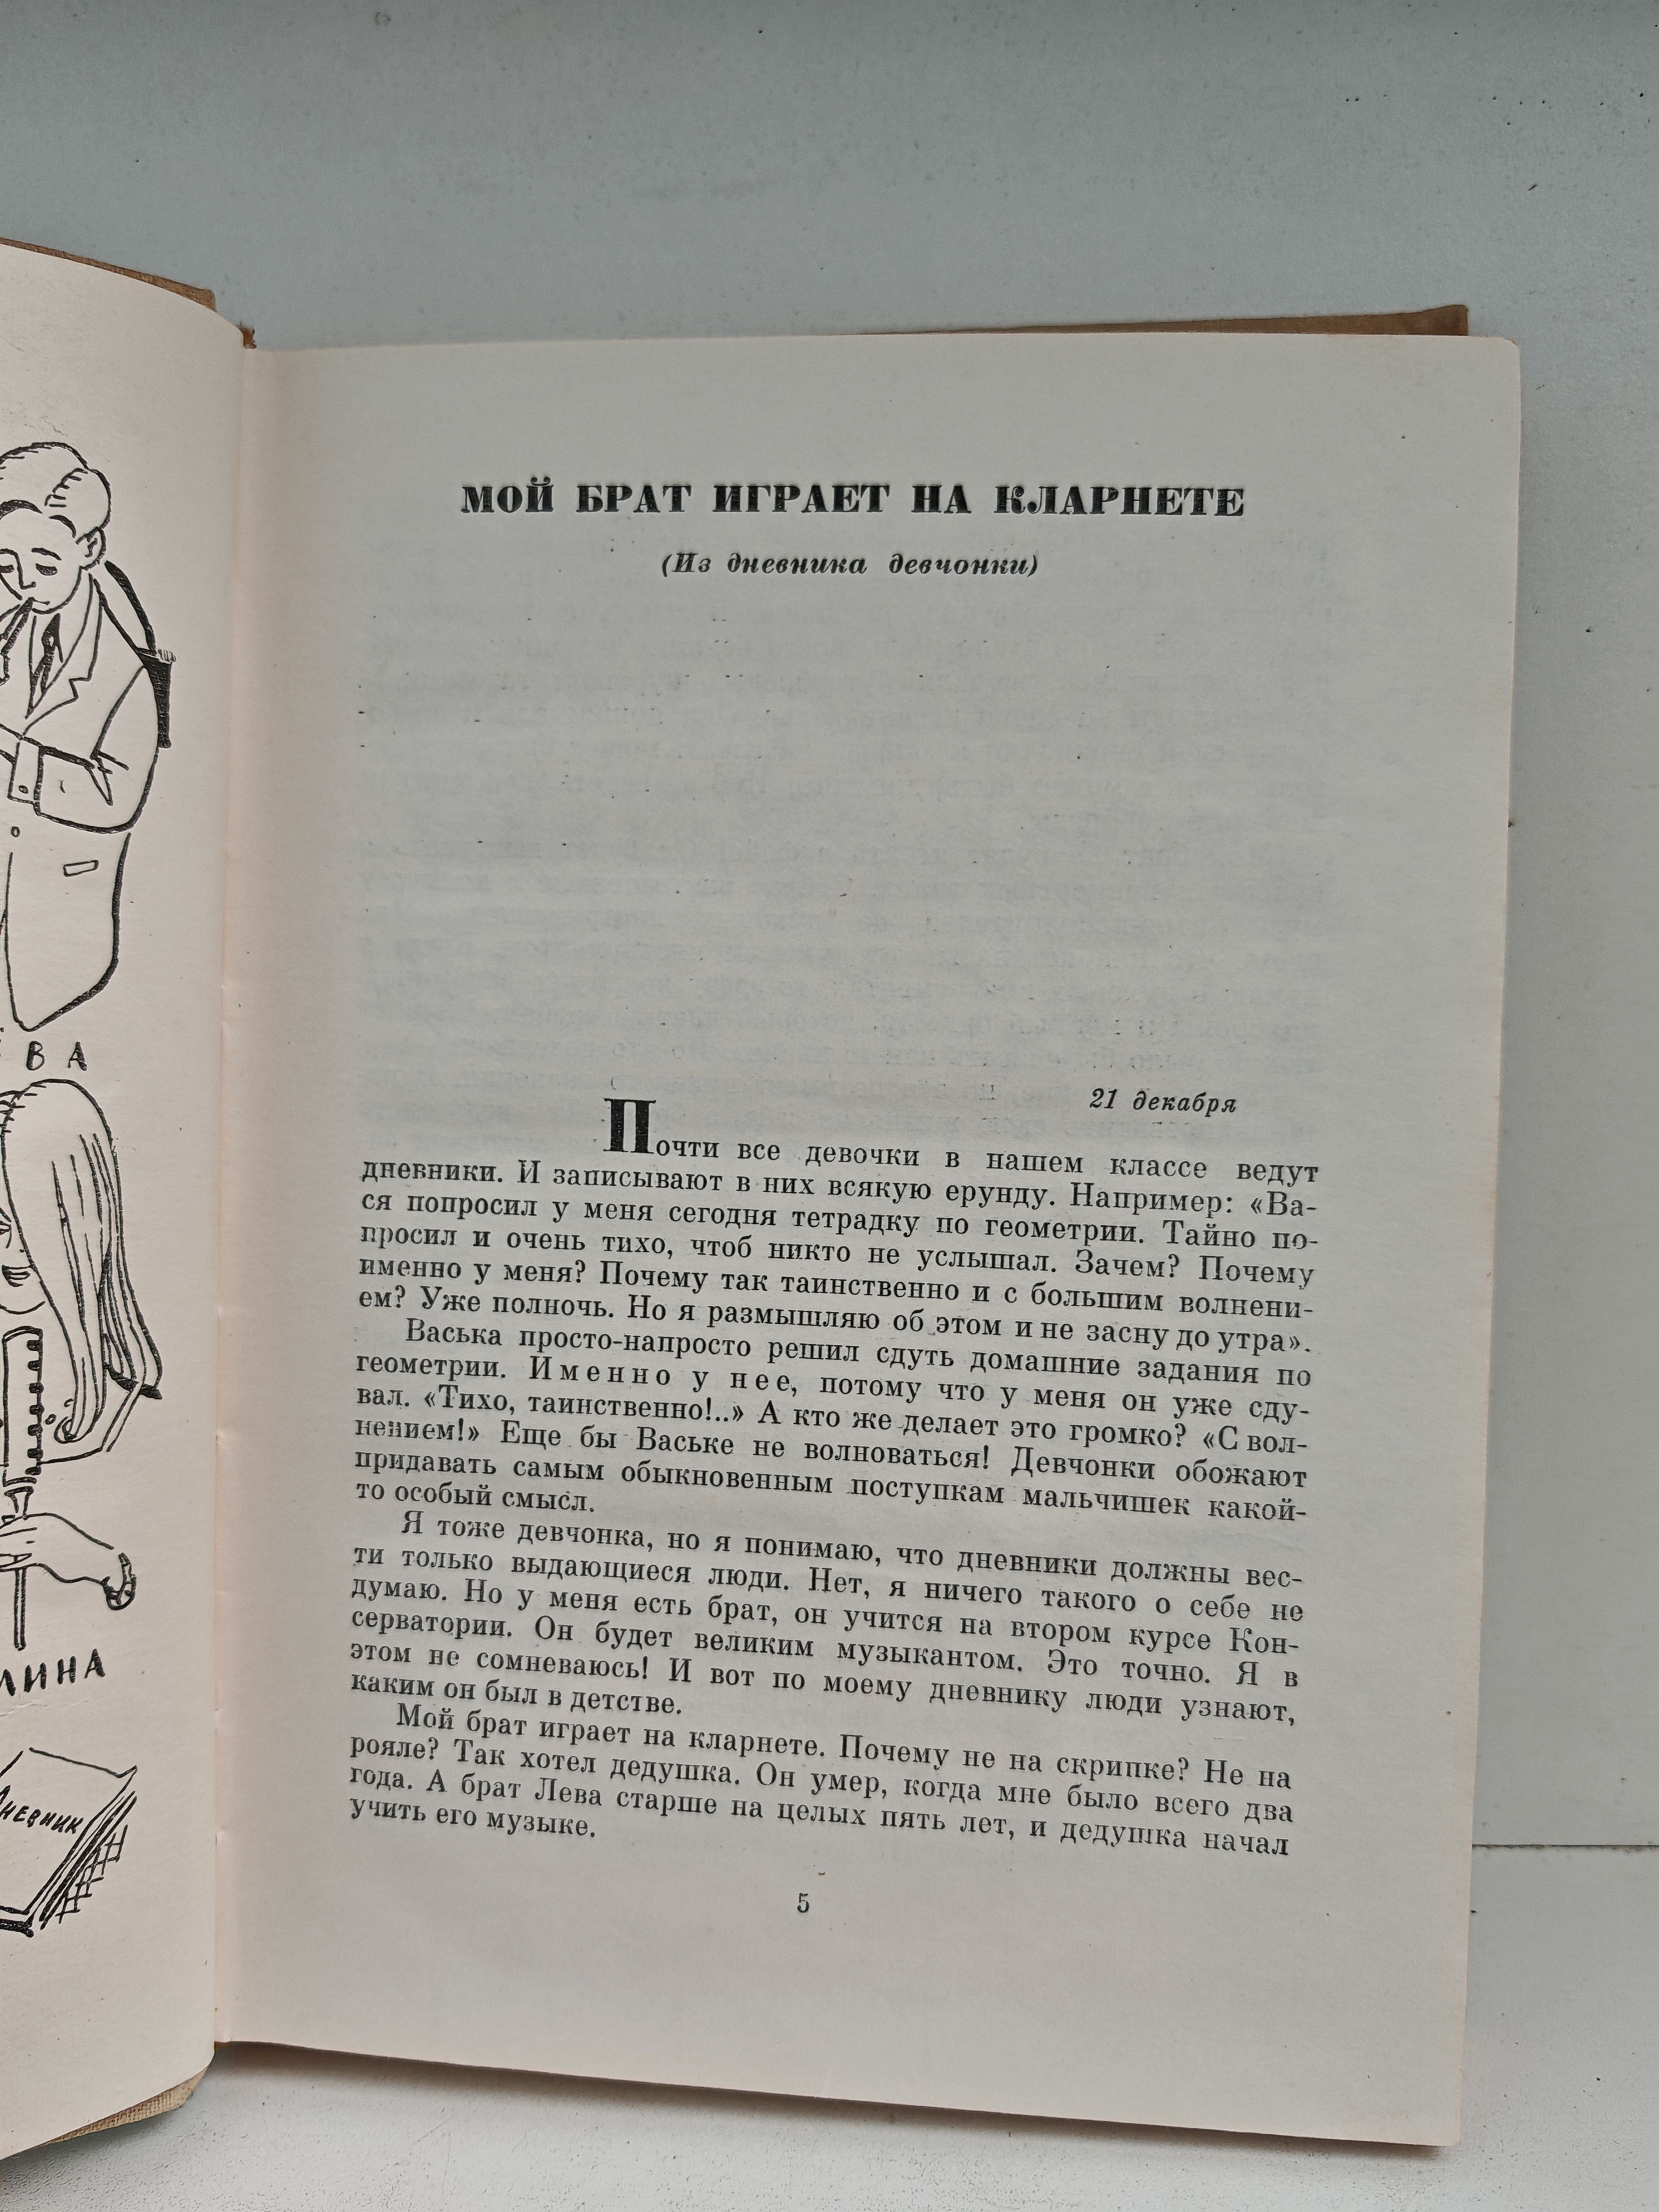 ВА
ЛИНА
Дневник
МОЙ БРАТ ИГРАЕТ НА КЛАРНЕТЕ
(Из дневника девчонки)
21 декабря
Почти все девочки в нашем классе ведут
дневники. И записывают в них всякую ерунду. Например: «Ва-
ся попросил у меня сегодня тетрадку по геометрии. Тайно по-
просил и очень тихо, чтоб никто не услышал. Зачем? Почему
именно у меня? Почему так таинственно и с большим волнени-
ем? Уже полночь. Но я размышляю об этом и не засну до утра».
Васька просто-напросто решил сдуть домашние задания по
геометрии. Именно у нее, потому что у меня он уже сду-
вал. «Тихо, таинственно!..» А кто же делает это громко? «С вол-
нением!» Еще бы Ваське не волноваться! Девчонки обожают
придавать самым обыкновенным поступкам мальчишек какой-
то особый смысл.
Я тоже девчонка, но я понимаю, что дневники должны вес-
ти только выдающиеся люди. Нет, я ничего такого о себе не
думаю. Но у меня есть брат, он учится на втором курсе Кон-
серватории. Он будет великим музыкантом. Это точно. Я в
этом не сомневаюсь! И вот по моему дневнику люди узнают,
каким он был в детстве.
Мой брат играет на кларнете. Почему не на скрипке? Не на
рояле? Так хотел дедушка. Он умер, когда мне было всего два
года. А брат Лева старше на целых пять лет, и дедушка начал
учить его музыке.
5